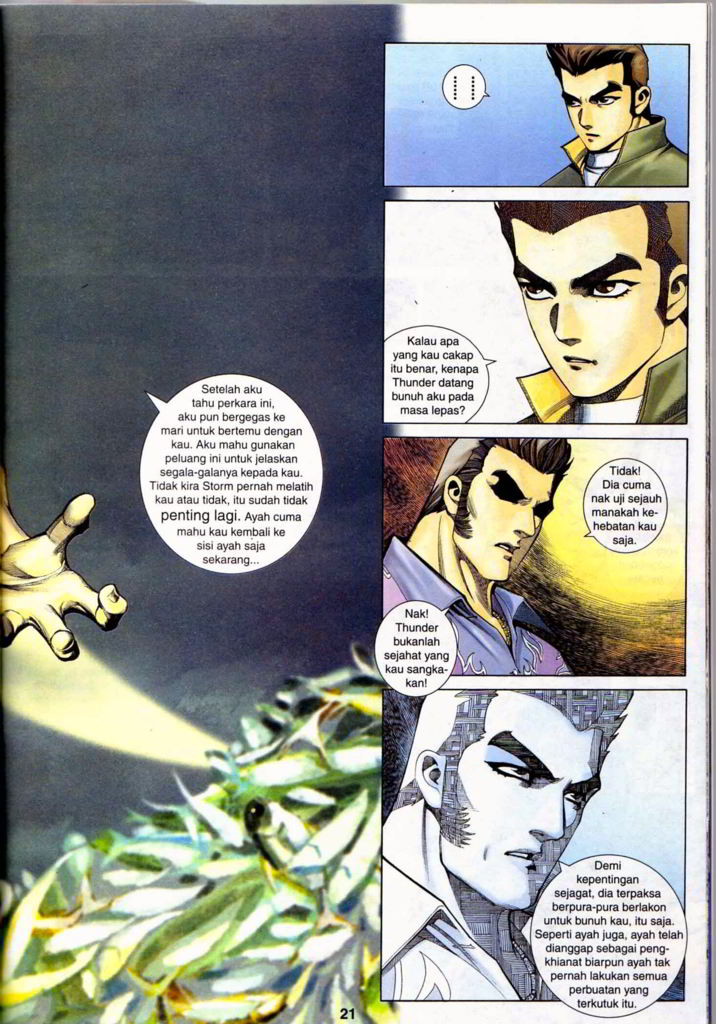 Setelah aku
tahu perkara ini,
aku pun bergegas ke
mari untuk bertemu dengan
kau. Aku mahu gunakan
peluang ini untuk jelaskan
segala-galanya kepada kau.
Tidak kira Storm pernah melatih
kau atau tidak, itu sudah tidak
penting lagi. Ayah cuma
mahu kau kembali ke
sisi ayah saja
sekarang...
Kalau apa
yang kau cakap
itu benar, kenapa
Thunder datang
bunuh aku pada
masa lepas?
Tidak!
Dia cuma
nak uji sejauh
manakah ke-
hebatan kau
saja.
Nak!
Thunder
bukanlah
sejahat yang
kau sangka-
kan!
Demi
kepentingan
sejagat, dia terpaksa
berpura-pura berlakon
untuk bunuh kau, itu saja.
Seperti ayah juga, ayah telah
dianggap sebagai peng-
khianat biarpun ayah tak
pernah lakukan semua
perbuatan yang
terkutuk itu.
21